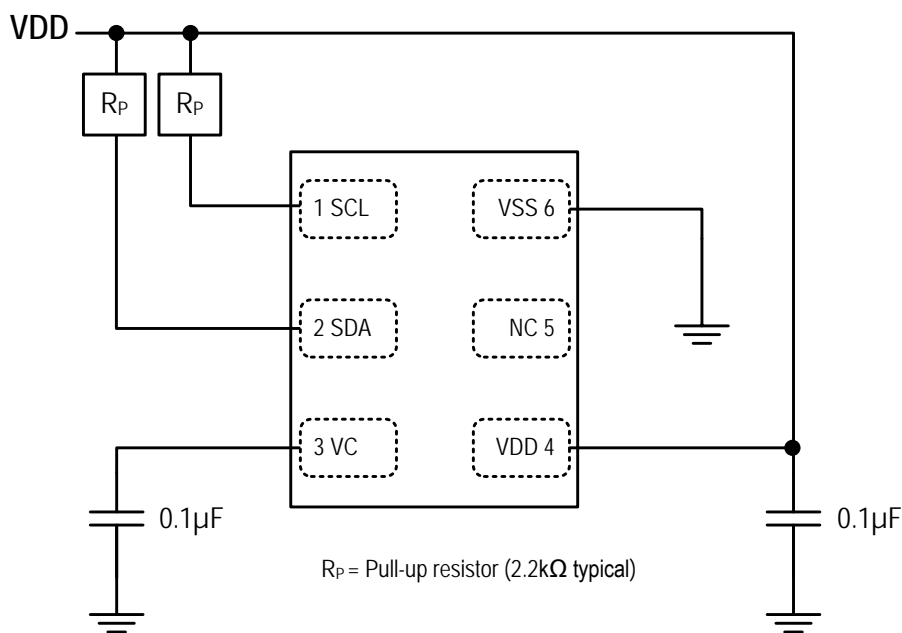 VDD
RP RP
1 SCL VSS 6
2 SDA NC 5
3 VC VDD 4
0.1µF 0.1µF
RP = Pull-up resistor (2.2kΩ typical)